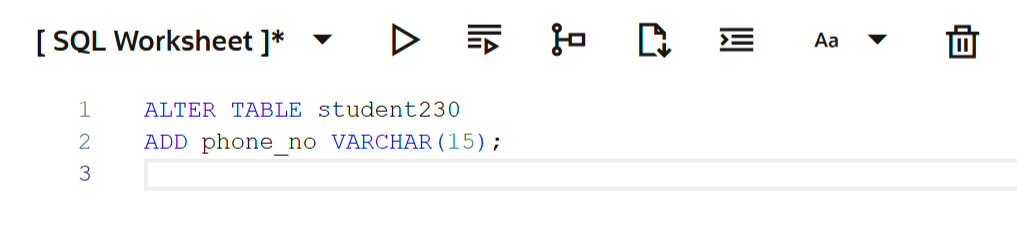 [ SQL Worksheet ]*
Aa
1 ALTER TABLE student230
2 ADD phone_no VARCHAR(15);
3